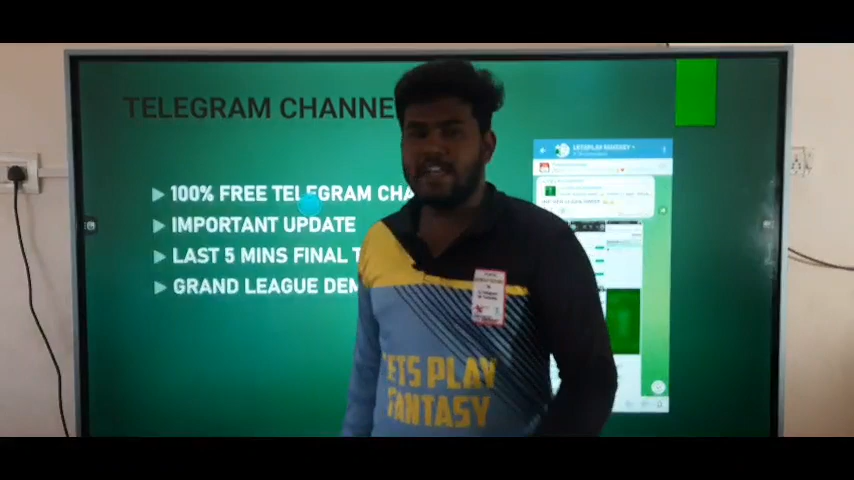 TELEGRAM CHANNE
100% FREE TELEGRAM CHA
IMPORTANT UPDATE
LAST 5 MINS FINAL T
GRAND LEAGUE DEM
LETSPLAY FANTASY
LETS PLAY
FANTASY